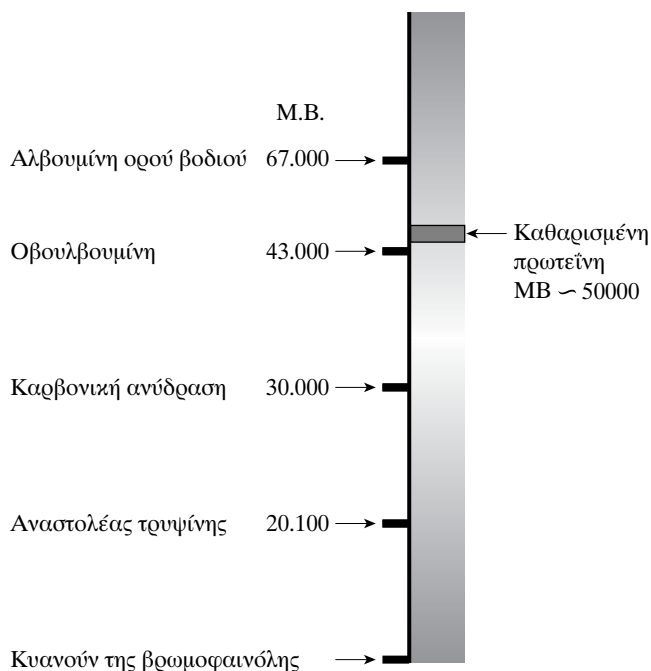 Μ.Β.
Αλβουμίνη ορού βοδιού 67.000
Οβουλβουμίνη 43.000
Καθαρισμένη
πρωτεΐνη
ΜΒ ∽ 50000
Καρβονική ανύδραση 30.000
Αναστολέας τρυψίνης 20.100
Κυανούν της βρωμοφαινόλης